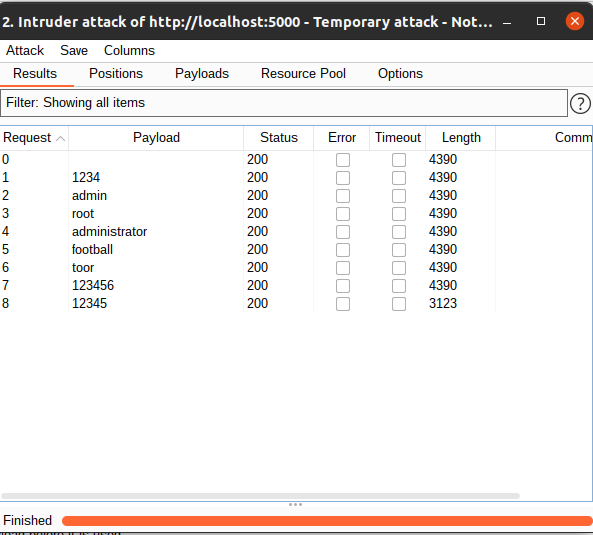 2. Intruder attack of http://localhost:5000 - Temporary attack - Not...
Attack Save Columns
Results Positions Payloads Resource Pool Options
Filter: Showing all items ?
Request Payload Status Error Timeout Length Comm
0 200 4390
1 1234 200 4390
2 admin 200 4390
3 root 200 4390
4 administrator 200 4390
5 football 200 4390
6 toor 200 4390
7 123456 200 4390
8 12345 200 3123
Finished